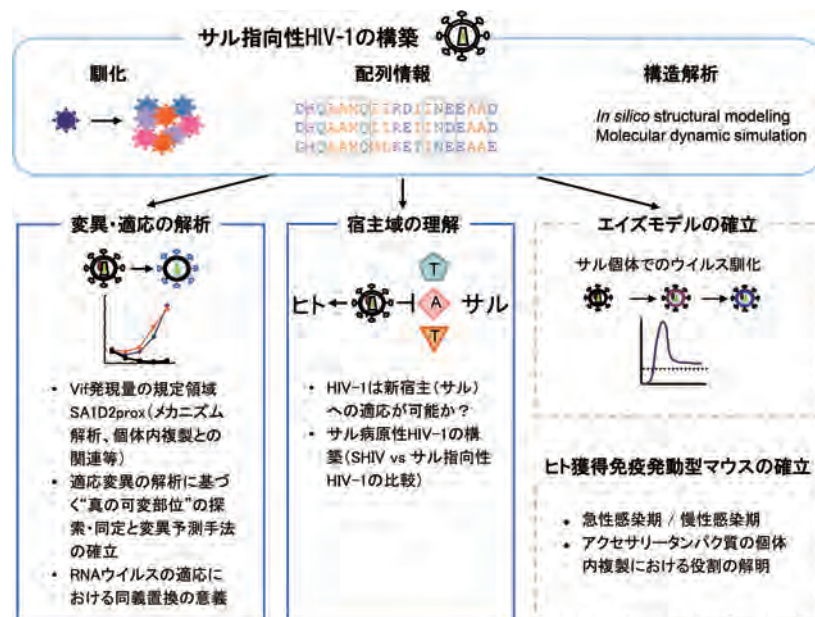 サル指向性HIV-1の構築
馴化
配列情報
構造解析
In silico structural modeling
Molecular dynamic simulation
変異・適応の解析
・ Vif発現量の規定領域
SA1D2prox(メカニズム
解析、個体内複製との
関連等)
・ 適応変異の解析に基づ
く“真の可変部位”の探
索・同定と変異予測手法
の確立
・ RNAウイルスの適応に
おける同義置換の意義
宿主域の理解
T
ヒト
A
サル
T
・ HIV-1は新宿主(サル)
への適応が可能か?
・ サル病原性HIV-1の構
築(SHIV vs サル指向性
HIV-1の比較)
エイズモデルの確立
サル個体でのウイルス馴化
ヒト獲得免疫発動型マウスの確立
・ 急性感染期 / 慢性感染期
・ アクセサリータンパク質の個体
内複製における役割の解明